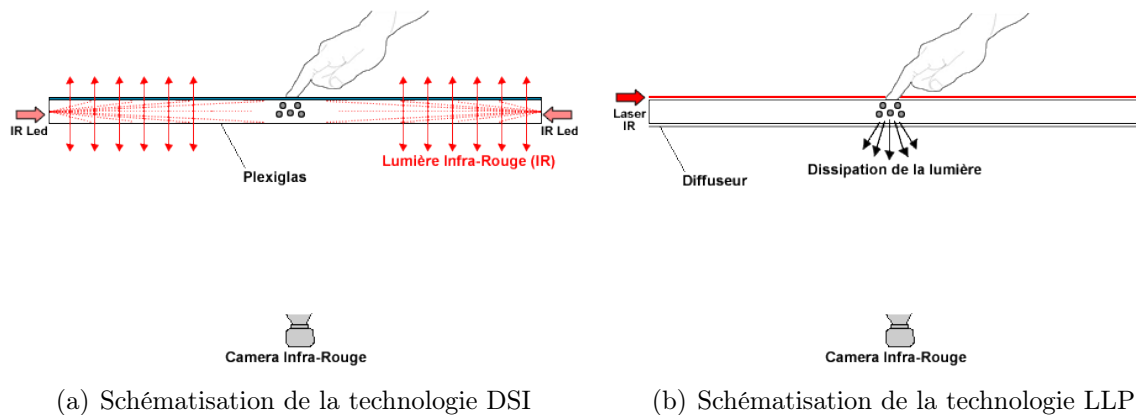 IR Led
IR Led
Lumière Infra-Rouge (IR)
Plexiglas
Camera Infra-Rouge
(a) Schématisation de la technologie DSI
Laser
IR
Diffuseur
Dissipation de la lumière
Camera Infra-Rouge
(b) Schématisation de la technologie LLP